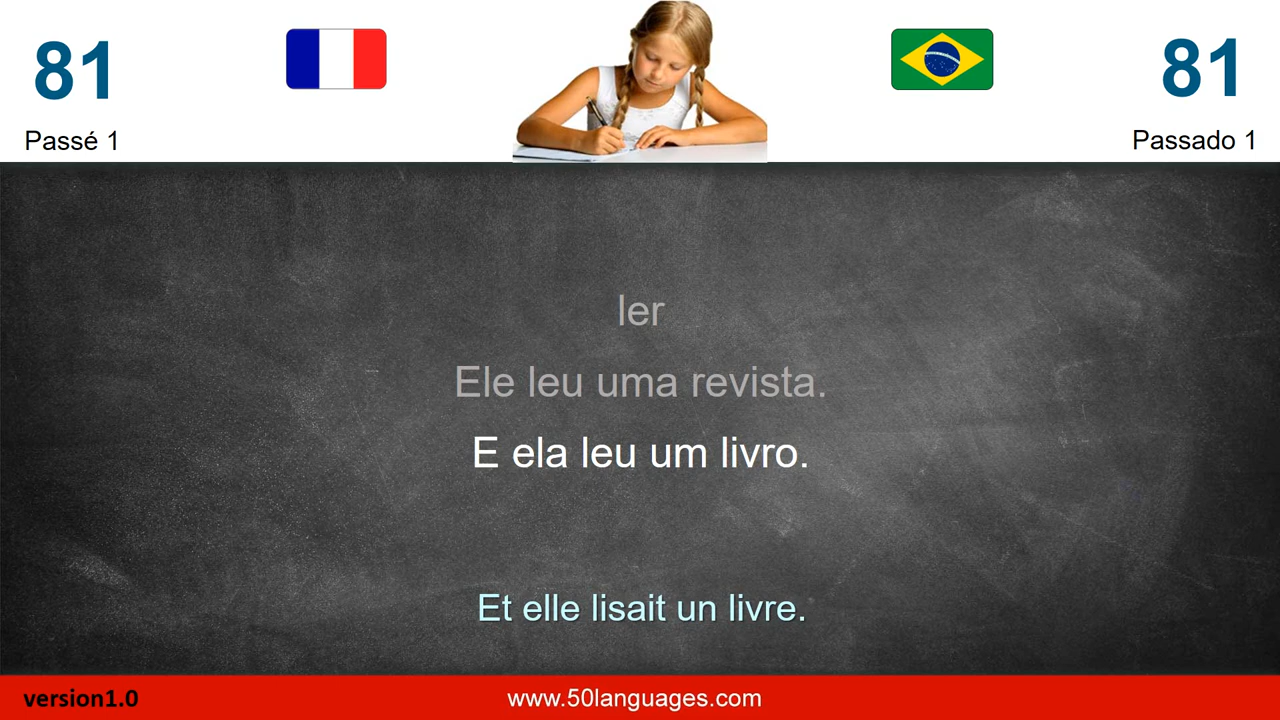 81
81
Passé 1
Passado 1
ler
Ele leu uma revista.
E ela leu um livro.
Et elle lisait un livre.
version1.0
www.50languages.com